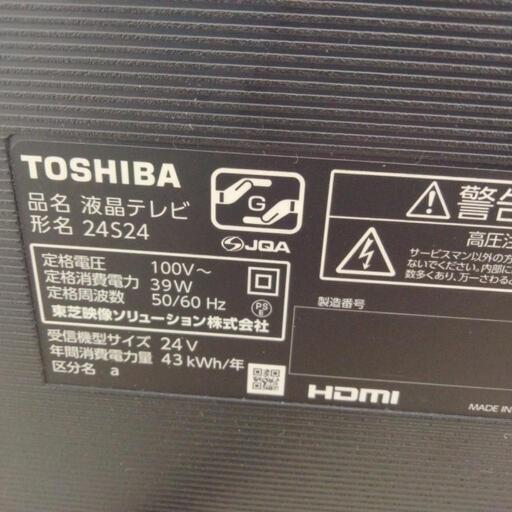 TOSHIBA
品名 液晶テレビ
形名 24S24
G
JQA
定格電圧 100V～
定格消費電力 39W
定格周波数 50/60 Hz
PS
E
東芝映像ソリューション株式会社
受信機型サイズ 24V
年間消費電力量 43kWh/年
区分名 a
警告
高圧注
サービスマン以外の方
ないでください。内部に
数多くあり、万一さわると
製造番号
HDMI
MADE IN